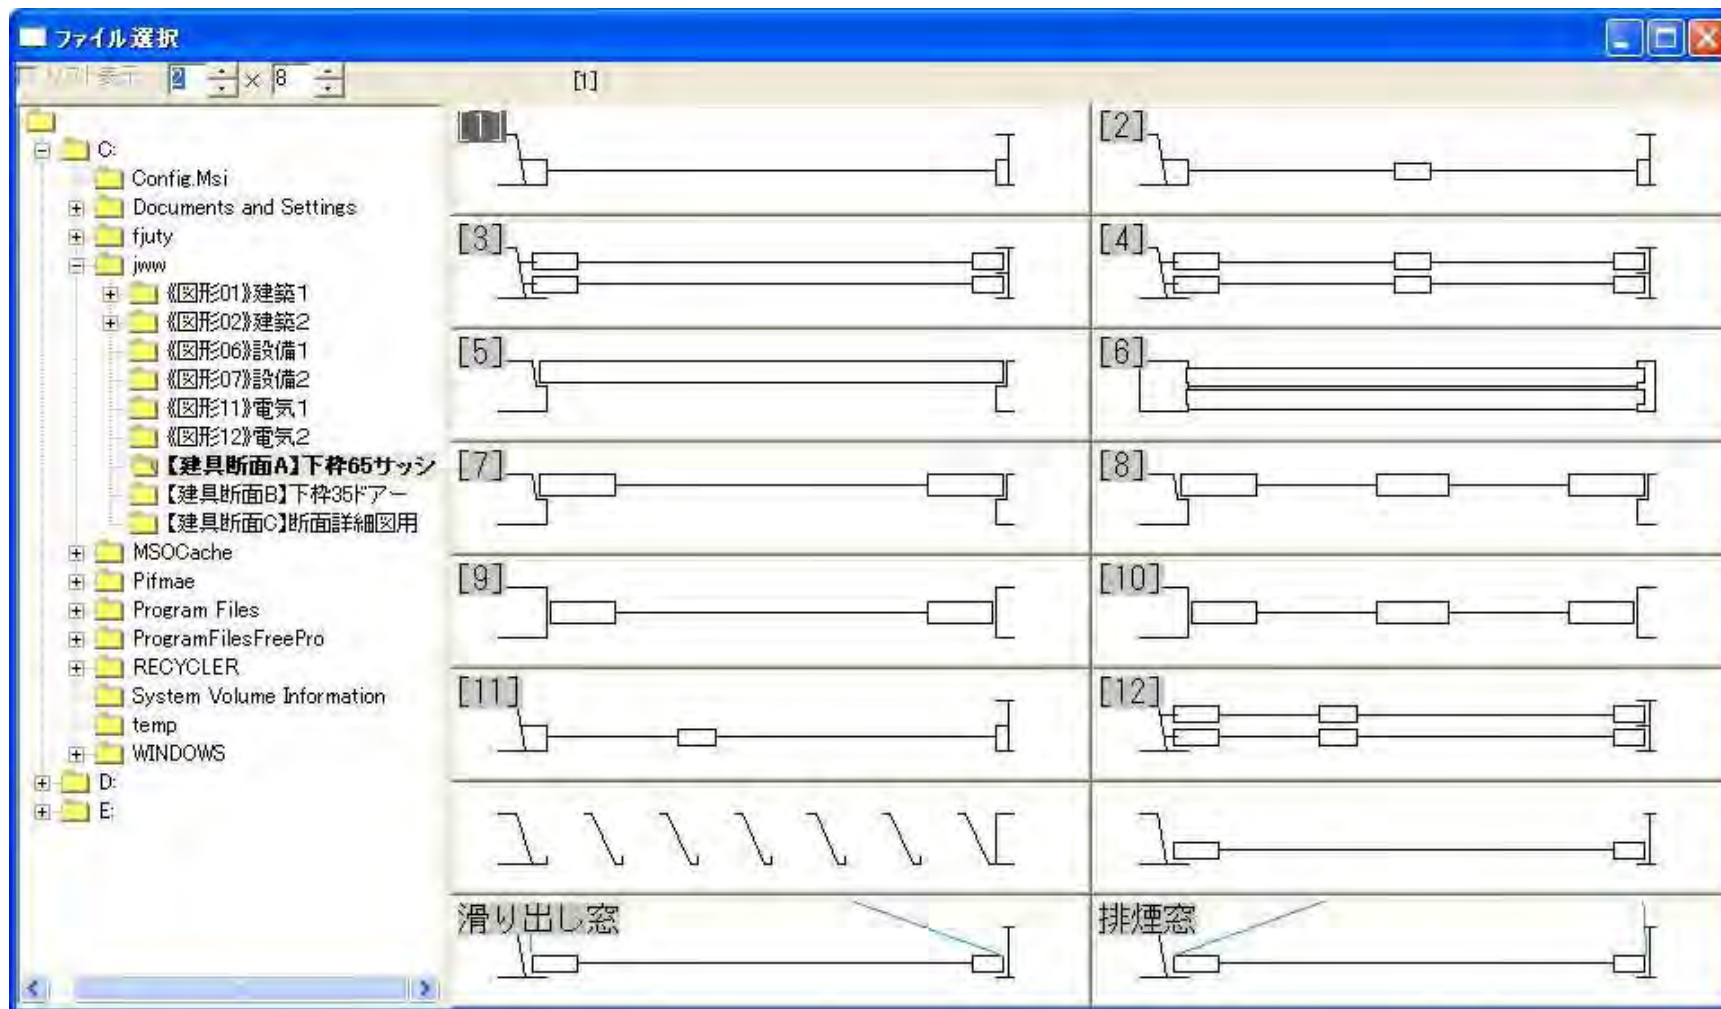 ファイル選択
リスト表示 2 × 8 [1]
C:
Config.Msi
Documents and Settings
fjuty
jww
《図形01》建築1
《図形02》建築2
《図形06》設備1
《図形07》設備2
《図形11》電気1
《図形12》電気2
【建具断面A】下枠65サッシ
【建具断面B】下枠35ドアー
【建具断面C】断面詳細図用
MSOCache
Pifmae
Program Files
ProgramFilesFreePro
RECYCLER
System Volume Information
temp
WINDOWS
D:
E:
[1] [2]
[3] [4]
[5] [6]
[7] [8]
[9] [10]
[11] [12]
滑り出し窓 排煙窓